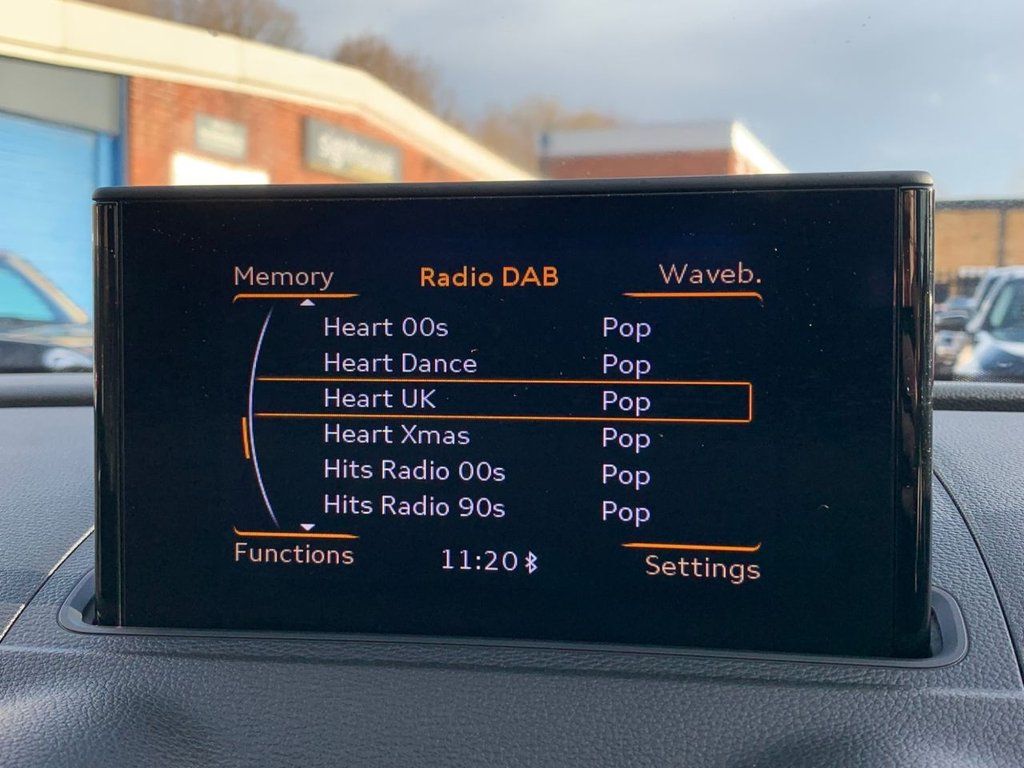 Memory Radio DAB Waveb.
Heart 00s Pop
Heart Dance Pop
Heart UK Pop
Heart Xmas Pop
Hits Radio 00s Pop
Hits Radio 90s Pop
Functions 11:20 Settings